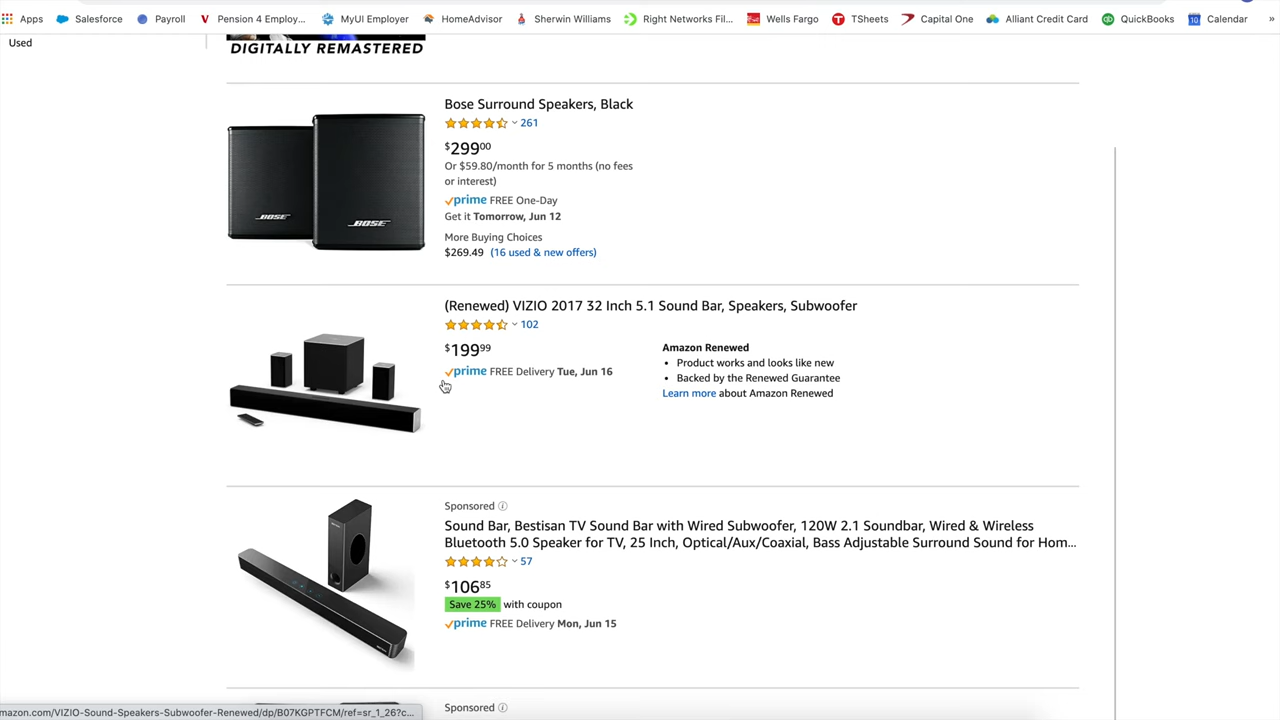 Apps Salesforce Payroll Pension 4 Employ... MyUI Employer HomeAdvisor Sherwin Williams Right Networks Fil... Wells Fargo TSheets Capital One Alliant Credit Card QuickBooks Calendar »
Used
DIGITALLY REMASTERED
Bose Surround Speakers, Black
261
$29900
Or $59.80/month for 5 months (no fees
or interest)
prime FREE One-Day
Get it Tomorrow, Jun 12
More Buying Choices
$269.49 (16 used & new offers)
BOSE BOSE
(Renewed) VIZIO 2017 32 Inch 5.1 Sound Bar, Speakers, Subwoofer
102
$19999
prime FREE Delivery Tue, Jun 16
Amazon Renewed
• Product works and looks like new
• Backed by the Renewed Guarantee
Learn more about Amazon Renewed
Sponsored
Sound Bar, Bestisan TV Sound Bar with Wired Subwoofer, 120W 2.1 Soundbar, Wired & Wireless
Bluetooth 5.0 Speaker for TV, 25 Inch, Optical/Aux/Coaxial, Bass Adjustable Surround Sound for Hom...
57
$10685
Save 25% with coupon
prime FREE Delivery Mon, Jun 15
Sponsored
mazon.com/VIZIO-Sound-Speakers-Subwoofer-Renewed/dp/B07KGPTFCM/ref=sr_1_26?c...